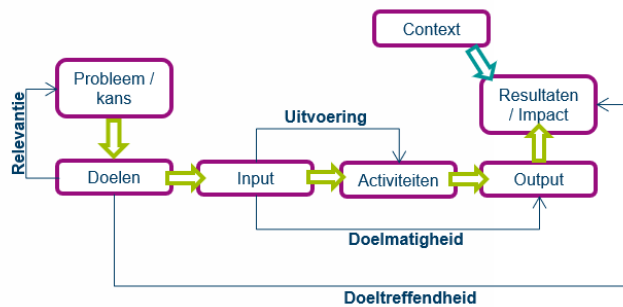 Context
Probleem /
kans
Resultaten
/ Impact
Relevantie
Uitvoering
Doelen
Input
Activiteiten
Output
Doelmatigheid
Doeltreffendheid